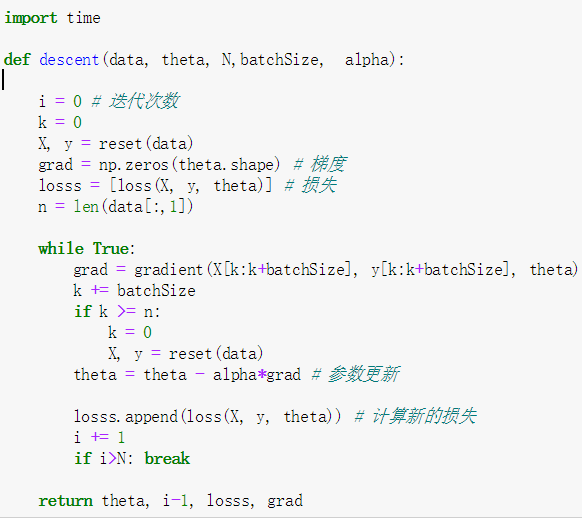 import time
def descent(data, theta, N,batchSize,  alpha):
i = 0 # 迭代次数
k = 0
X, y = reset(data)
grad = np.zeros(theta.shape) # 梯度
losss = [loss(X, y, theta)] # 损失
n = len(data[:,1])
while True:
grad = gradient(X[k:k+batchSize], y[k:k+batchSize], theta)
k += batchSize
if k >= n:
k = 0
X, y = reset(data)
theta = theta - alpha*grad # 参数更新
losss.append(loss(X, y, theta)) # 计算新的损失
i += 1
if i>N: break
return theta, i-1, losss, grad